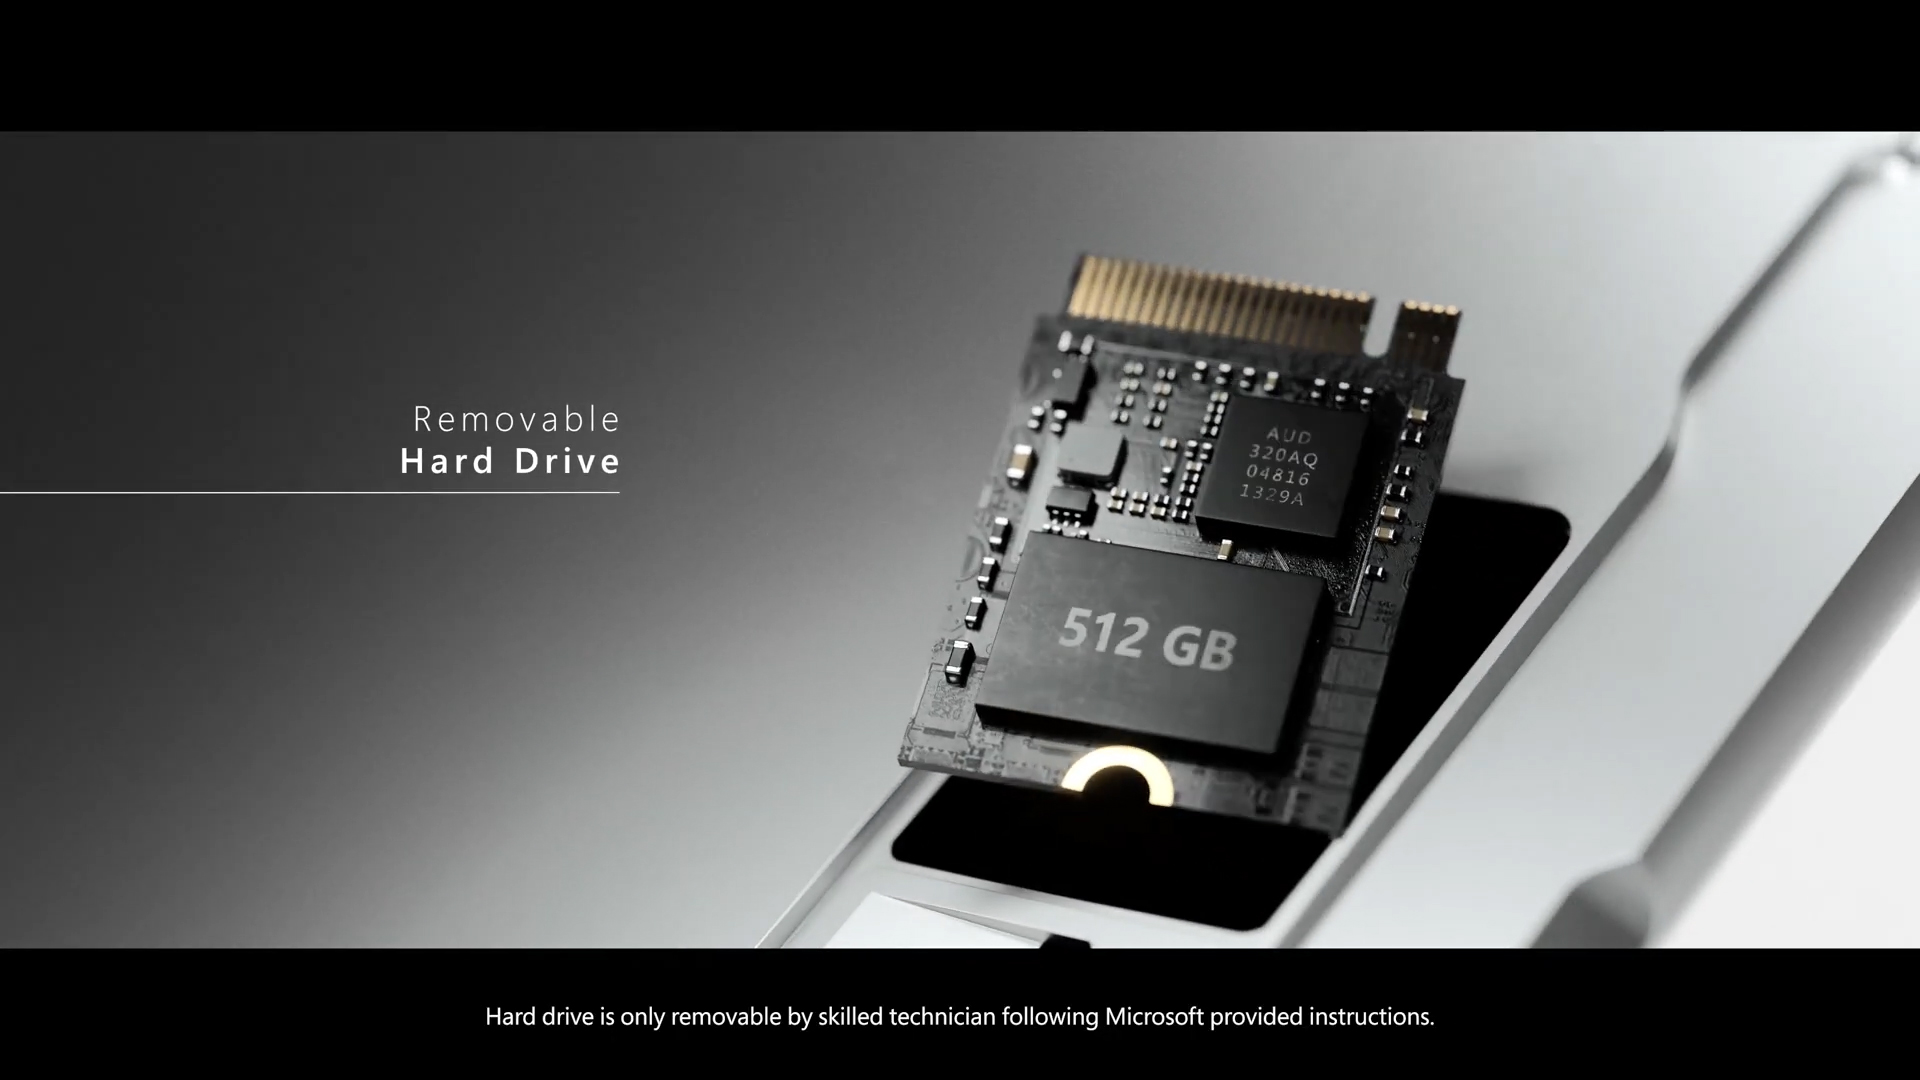 Removable
Hard Drive
AUD
320AQ
04816
1329A
512 GB
Hard drive is only removable by skilled technician following Microsoft provided instructions.